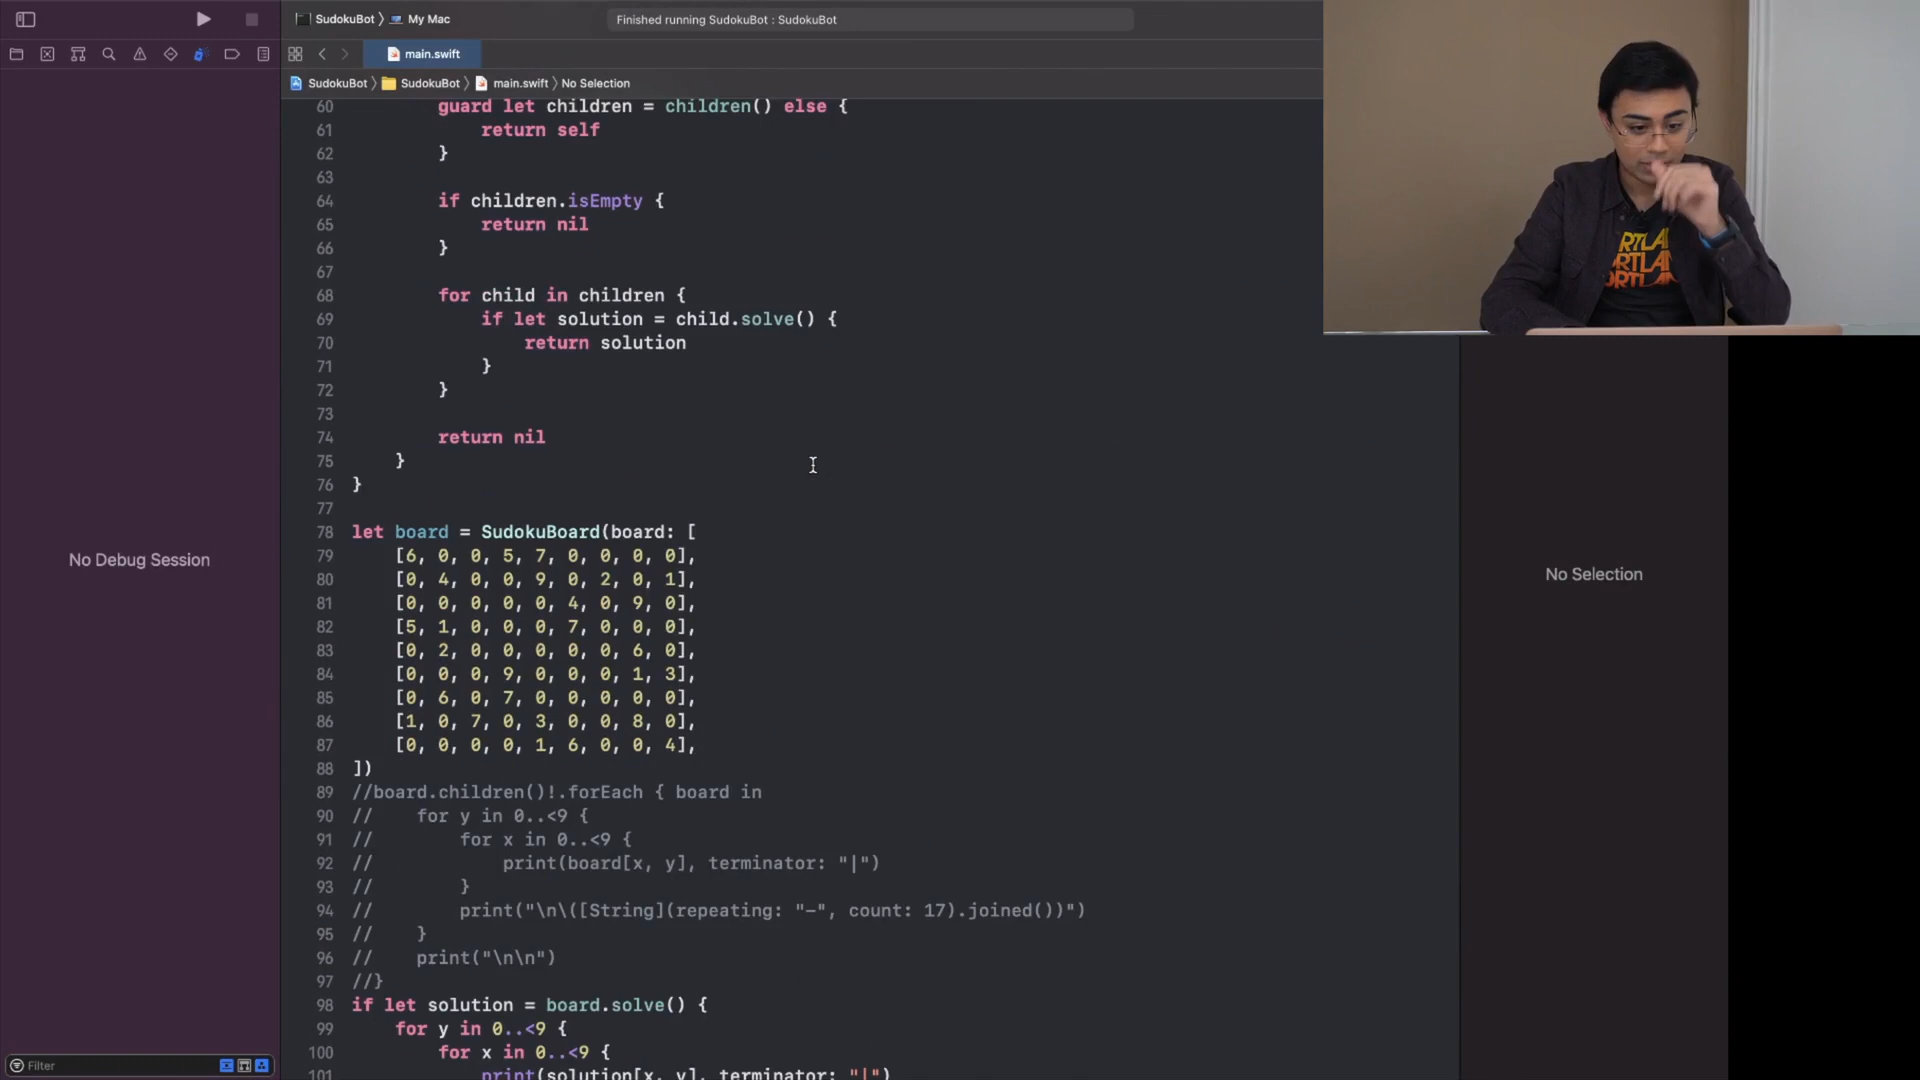 SudokuBot
My Mac
Finished running SudokuBot : SudokuBot
main.swift
SudokuBot
SudokuBot
main.swift
No Selection
60 guard let children = children() else {
61 return self
62 }
63
64 if children.isEmpty {
65 return nil
66 }
67
68 for child in children {
69 if let solution = child.solve() {
70 return solution
71 }
72 }
73
74 return nil
75 }
76 }
77
78 let board = SudokuBoard(board: [
79 [6, 0, 0, 5, 7, 0, 0, 0, 0],
80 [0, 4, 0, 0, 9, 0, 2, 0, 1],
81 [0, 0, 0, 0, 0, 4, 0, 9, 0],
82 [5, 1, 0, 0, 0, 7, 0, 0, 0],
83 [0, 2, 0, 0, 0, 0, 0, 6, 0],
84 [0, 0, 0, 9, 0, 0, 0, 1, 3],
85 [0, 6, 0, 7, 0, 0, 0, 0, 0],
86 [1, 0, 7, 0, 3, 0, 0, 8, 0],
87 [0, 0, 0, 0, 1, 6, 0, 0, 4],
88 ])
89 //board.children()!.forEach { board in
90 // for y in 0..<9 {
91 // for x in 0..<9 {
92 // print(board[x, y], terminator: "|")
93 // }
94 // print("\n\([String](repeating: "-", count: 17).joined())")
95 // }
96 // print("\n\n")
97 //}
98 if let solution = board.solve() {
99 for y in 0..<9 {
100 for x in 0..<9 {
101 print(solution[x, y], terminator: "|")
No Debug Session
Filter
No Selection
RTLAN
ORTLAN
ORTLAN